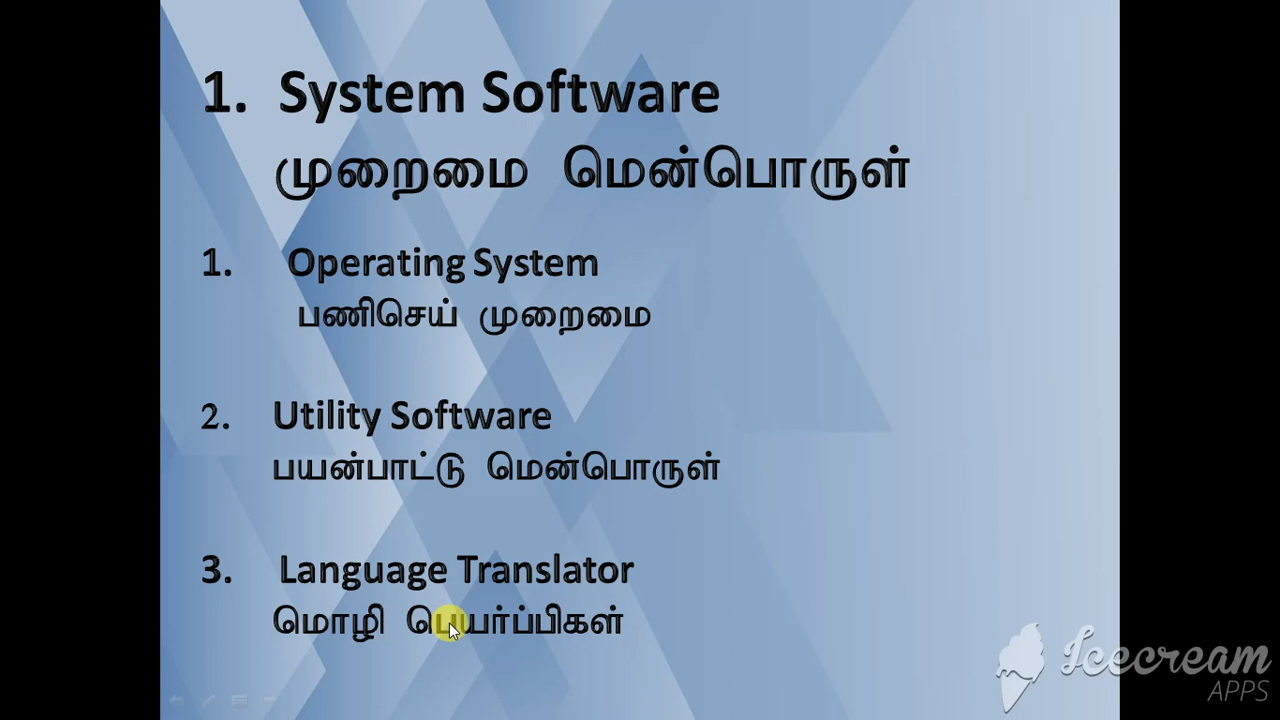 1. System Software
முறைமை மென்பொருள்
1. Operating System
பணிசெய் முறைமை
2. Utility Software
பயன்பாட்டு மென்பொருள்
3. Language Translator
மொழி பெயர்ப்பிகள்
Icecream
APPS